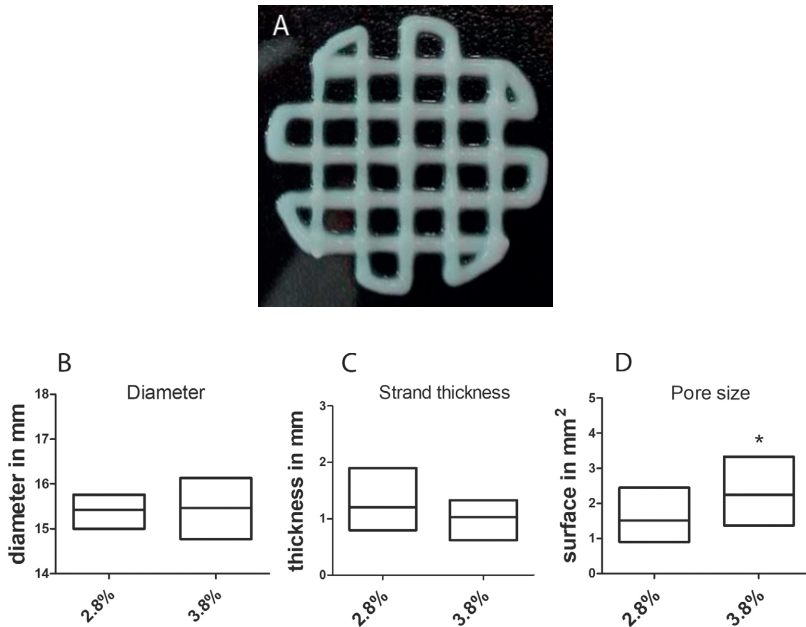 A
B
Diameter
diameter in mm
18
17
16
15
14
2.8%
3.8%
C
Strand thickness
thickness in mm
3
2
1
0
2.8%
3.8%
D
Pore size
surface in mm²
5
4
3
2
1
0
*
2.8%
3.8%